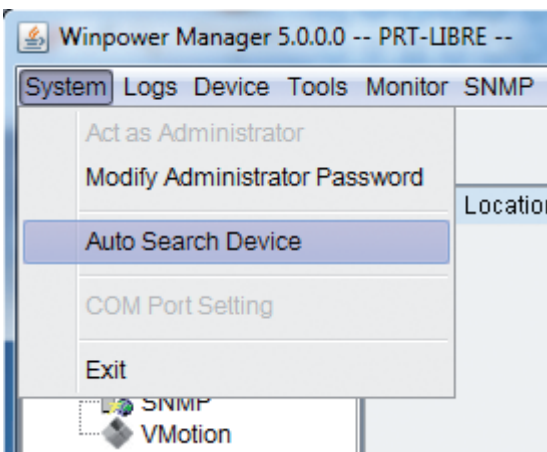 Winpower Manager 5.0.0.0 -- PRT-LIBRE --
System Logs Device Tools Monitor SNMP
Act as Administrator
Modify Administrator Password
Location
Auto Search Device
COM Port Setting
Exit
SNMP
VMotion